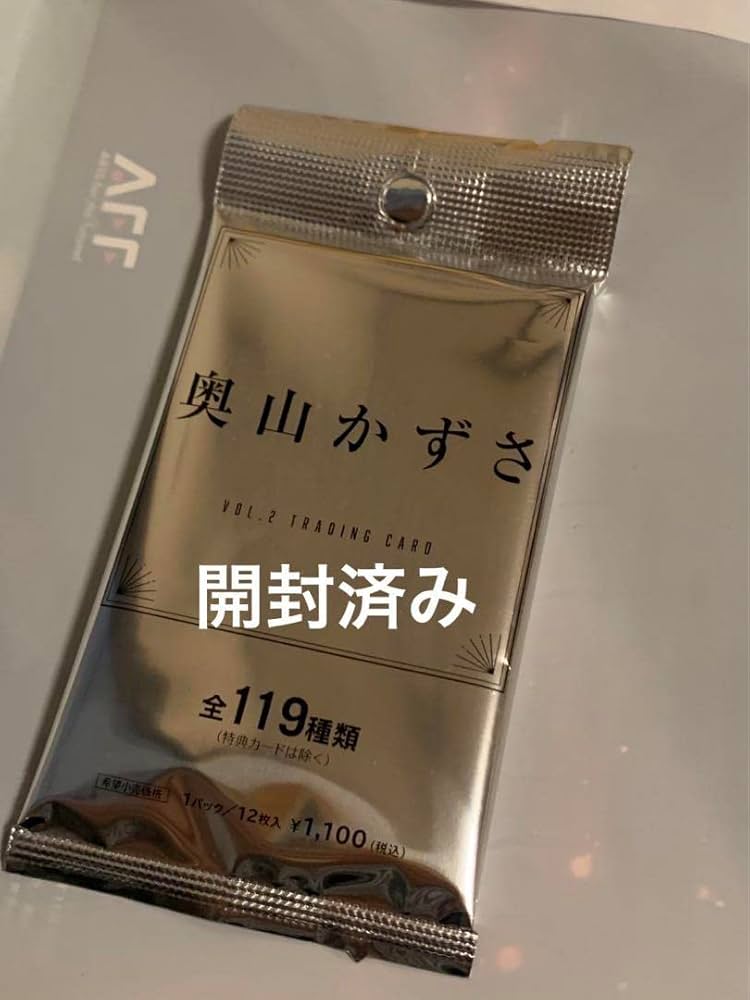 奥山かずさ
VOL.2 TRADING CARD
開封済み
全119種類
(特典カードは除く)
希望小売価格 1パック/12枚入 ¥1,100(税込)